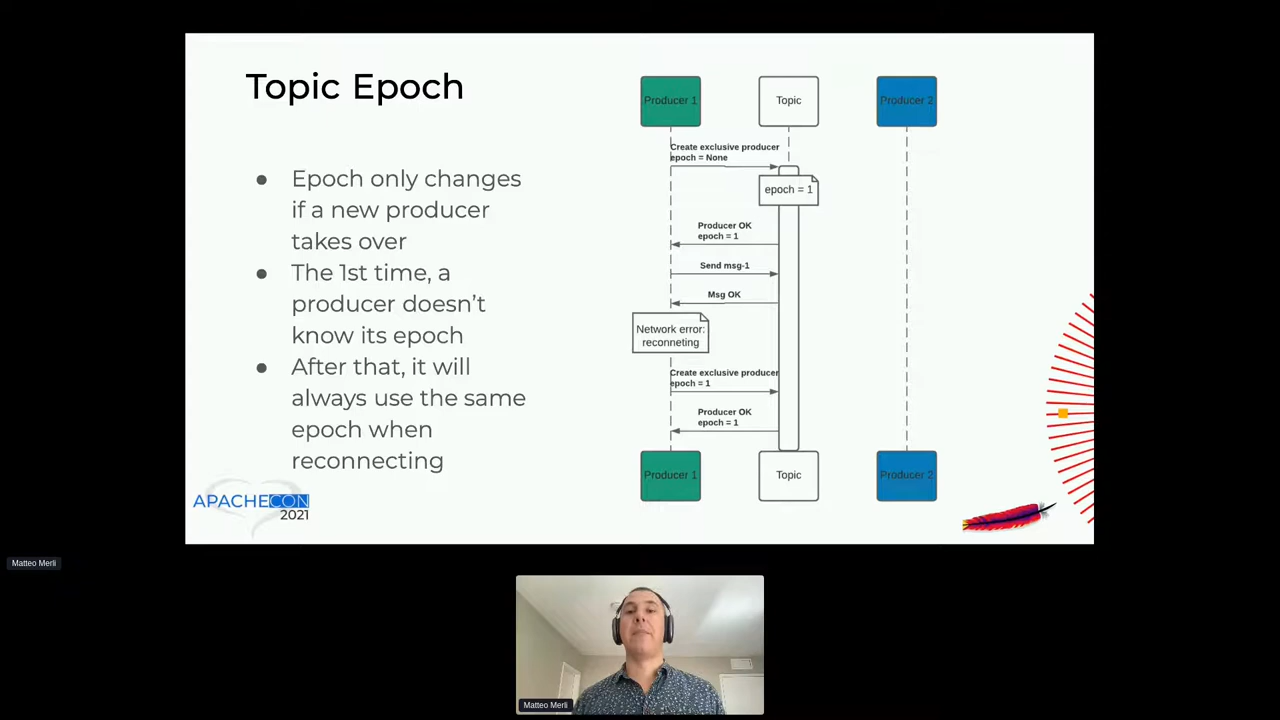 Topic Epoch
● Epoch only changes
if a new producer
takes over
● The 1st time, a
producer doesn’t
know its epoch
● After that, it will
always use the same
epoch when
reconnecting
APACHECON
2021
Producer 1
Topic
Producer 2
Create exclusive producer
epoch = None
epoch = 1
Producer OK
epoch = 1
Send msg-1
Msg OK
Network error:
reconneting
Create exclusive producer
epoch = 1
Producer OK
epoch = 1
Producer 1
Topic
Producer 2
Matteo Merli
Matteo Merli